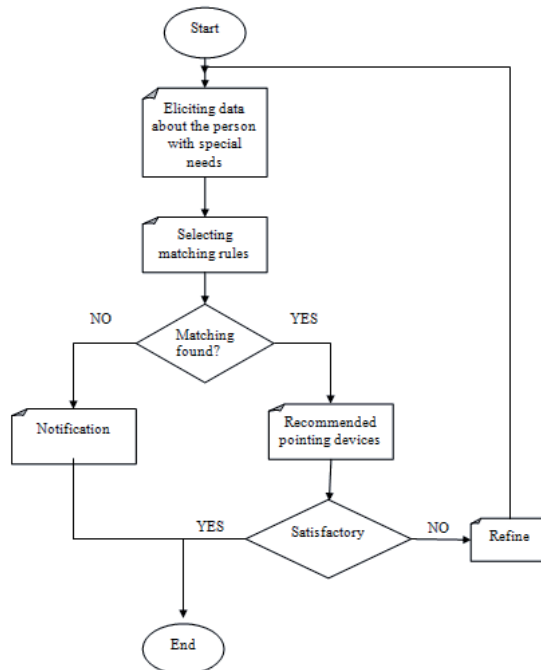 Start
Eliciting data
about the person
with special
needs
Selecting
matching rules
NO
YES
Matching
found?
Notification
Recommended
pointing devices
YES
Satisfactory
NO
Refine
End